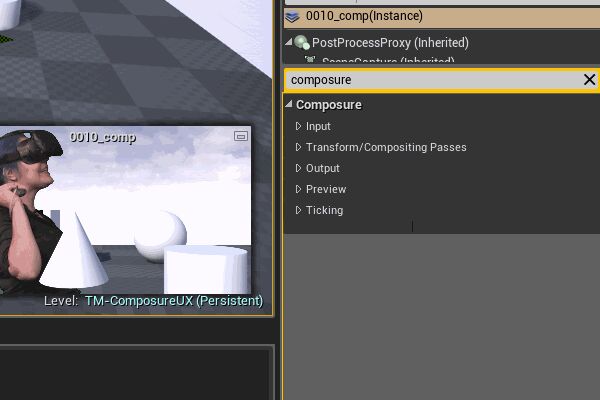 0010_comp(Instance)
PostProcessProxy (Inherited)
SceneCapture (Inherited)
composure
Composure
Input
Transform/Compositing Passes
Output
Preview
Ticking
0010_comp
Level: TM-ComposureUX (Persistent)